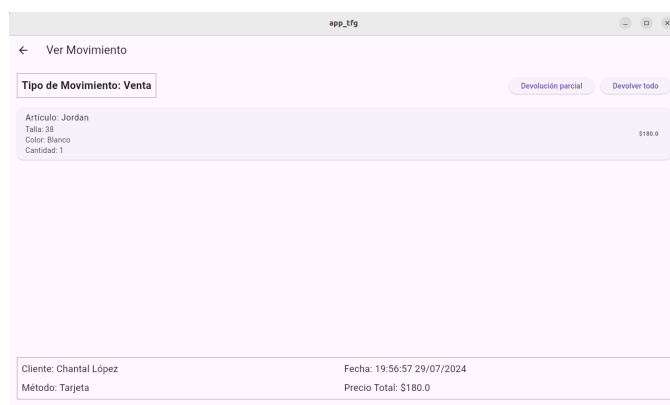 app_tfg
Ver Movimiento
Tipo de Movimiento: Venta
Devolución parcial
Devolver todo
Artículo: Jordan
Talla: 38
Color: Blanco
Cantidad: 1
$180.0
Cliente: Chantal López
Fecha: 19:56:57 29/07/2024
Método: Tarjeta
Precio Total: $180.0